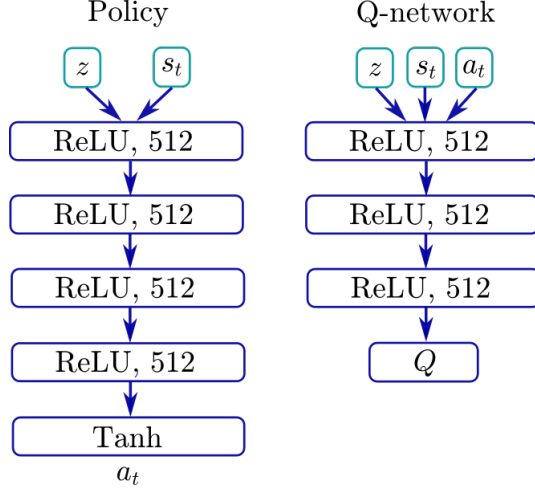 Policy
z s_t
ReLU, 512
ReLU, 512
ReLU, 512
ReLU, 512
Tanh
a_t
Q-network
z s_t a_t
ReLU, 512
ReLU, 512
ReLU, 512
Q